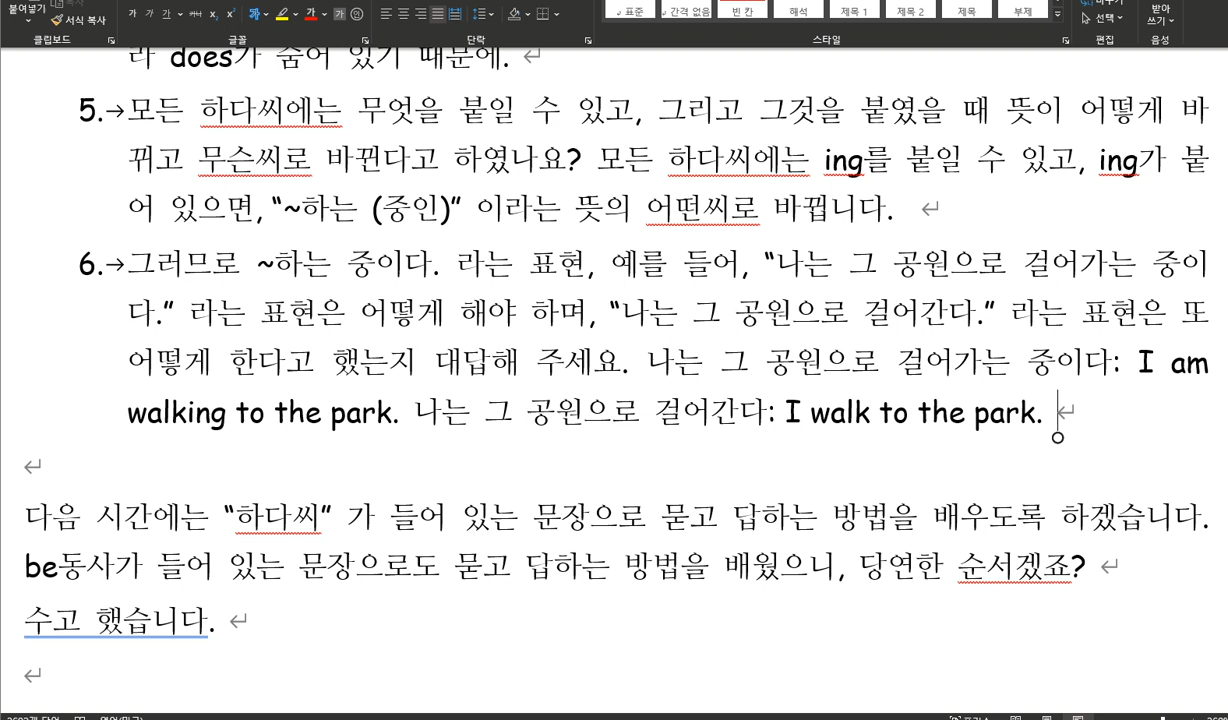 붙여넣기
서식 복사
가 가 가 가
클립보드 글꼴 단락 스타일 편집 음성
표준 간격 없음 빈 칸 해석 제목 1 제목 2 제목 부제
선택
받아
쓰기
라 does가 숨어 있기 때문에.
5. 모든 하다씨에는 무엇을 붙일 수 있고, 그리고 그것을 붙였을 때 뜻이 어떻게 바
뀌고 무슨씨로 바뀐다고 하였나요? 모든 하다씨에는 ing를 붙일 수 있고, ing가 붙
어 있으면, “~하는 (중인)” 이라는 뜻의 어떤씨로 바뀝니다.
6. 그러므로 ~하는 중이다. 라는 표현, 예를 들어, “나는 그 공원으로 걸어가는 중이
다.” 라는 표현은 어떻게 해야 하며, “나는 그 공원으로 걸어간다.” 라는 표현은 또
어떻게 한다고 했는지 대답해 주세요. 나는 그 공원으로 걸어가는 중이다: I am
walking to the park. 나는 그 공원으로 걸어간다: I walk to the park.
다음 시간에는 “하다씨” 가 들어 있는 문장으로 묻고 답하는 방법을 배우도록 하겠습니다.
be동사가 들어 있는 문장으로도 묻고 답하는 방법을 배웠으니, 당연한 순서겠죠?
수고 했습니다.